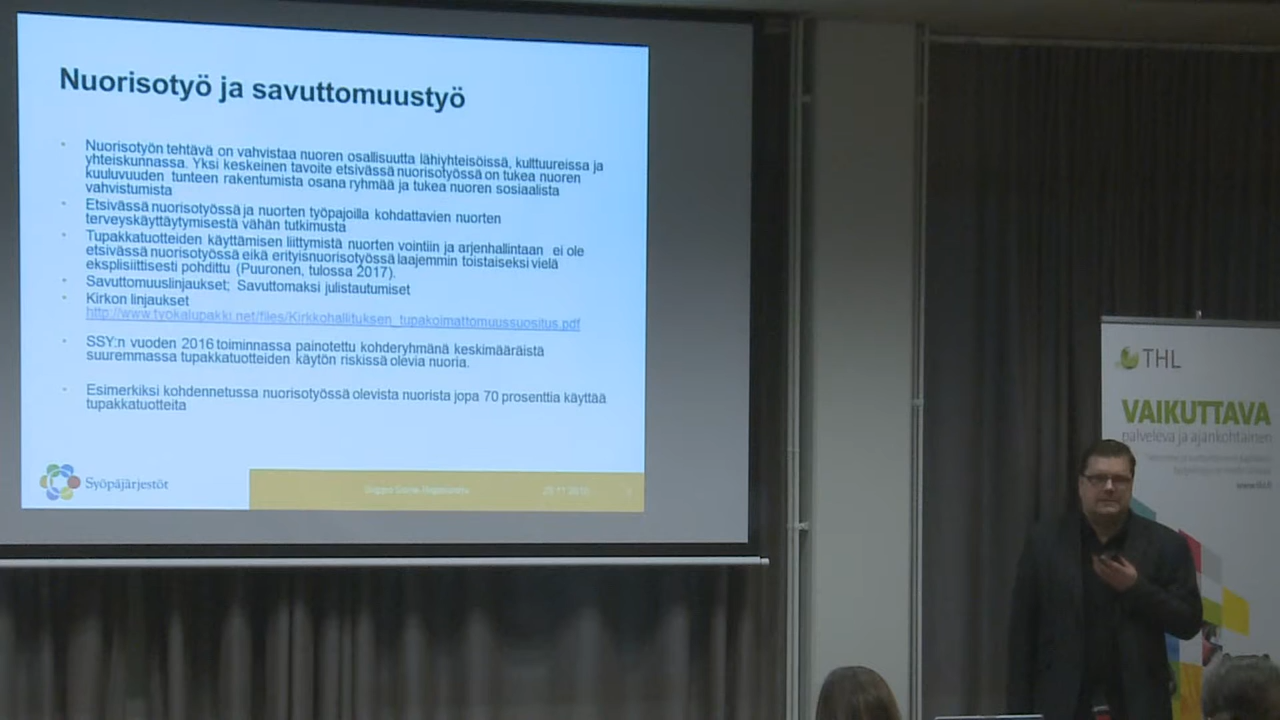 Nuorisotyö ja savuttomuustyö
Nuorisotyön tehtävä on vahvistaa nuoren osallisuutta lähiyhteisöissä, kulttuureissa ja
yhteiskunnassa. Yksi keskeinen tavoite etsivässä nuorisotyössä on tukea nuoren
kuuluvuuden tunteen rakentumista osana ryhmää ja tukea nuoren sosiaalista
vahvistumista
Etsivässä nuorisotyössä ja nuorten työpajoilla kohdattavien nuorten
terveyskäyttäytymisestä vähän tutkimusta
Tupakkatuotteiden käyttämisen liittymistä nuorten vointiin ja arjenhallintaan ei ole
etsivässä nuorisotyössä eikä erityisnuorisotyössä laajemmin toistaiseksi vielä
eksplisiittisesti pohdittu (Puuronen, tulossa 2017).
Savuttomuuslinjaukset; Savuttomaksi julistautumiset
Kirkon linjaukset
http://www.tyokalupakki.net/files/Kirkkohallituksen_tupakoimattomuussuositus.pdf
SSY:n vuoden 2016 toiminnassa painotettu kohderyhmänä keskimääräistä
suuremmassa tupakkatuotteiden käytön riskissä olevia nuoria.
Esimerkiksi kohdennetussa nuorisotyössä olevista nuorista jopa 70 prosenttia käyttää
tupakkatuotteita
Syöpäjärjestöt
THL
VAIKUTTAVA
palveleva ja ajankohtainen
www.thl.fi